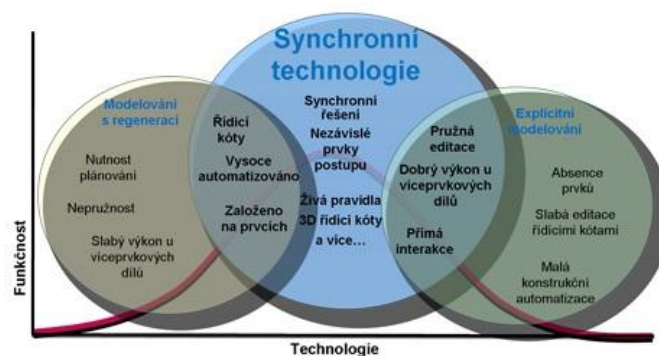 Synchronní
technologie
Modelování
s regenerací
Nutnost
plánování
Nepružnost
Slabý výkon u
víceprvkových
dílů
Řídicí
kóty
Vysoce
automatizováno
Založeno
na prvcích
Synchronní
řešení
Nezávislé
prvky
postupu
Živá pravidla
3D řídicí kóty
a více...
Pružná
editace
Dobrý výkon u
víceprvkových
dílů
Přímá
interakce
Explicitní
modelování
Absence
prvků
Slabá editace
řídicími kótami
Malá
konstrukční
automatizace
Funkčnost
Technologie